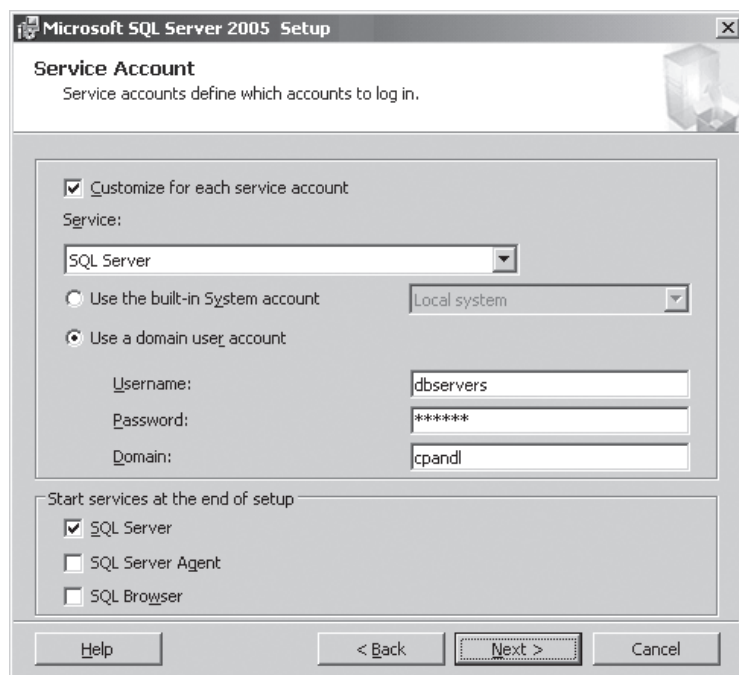 Microsoft SQL Server 2005 Setup
Service Account
Service accounts define which accounts to log in.
Customize for each service account
Service:
SQL Server
Use the built-in System account
Local system
Use a domain user account
Username:
dbservers
Password:
******
Domain:
cpandl
Start services at the end of setup
SQL Server
SQL Server Agent
SQL Browser
Help
< Back
Next >
Cancel